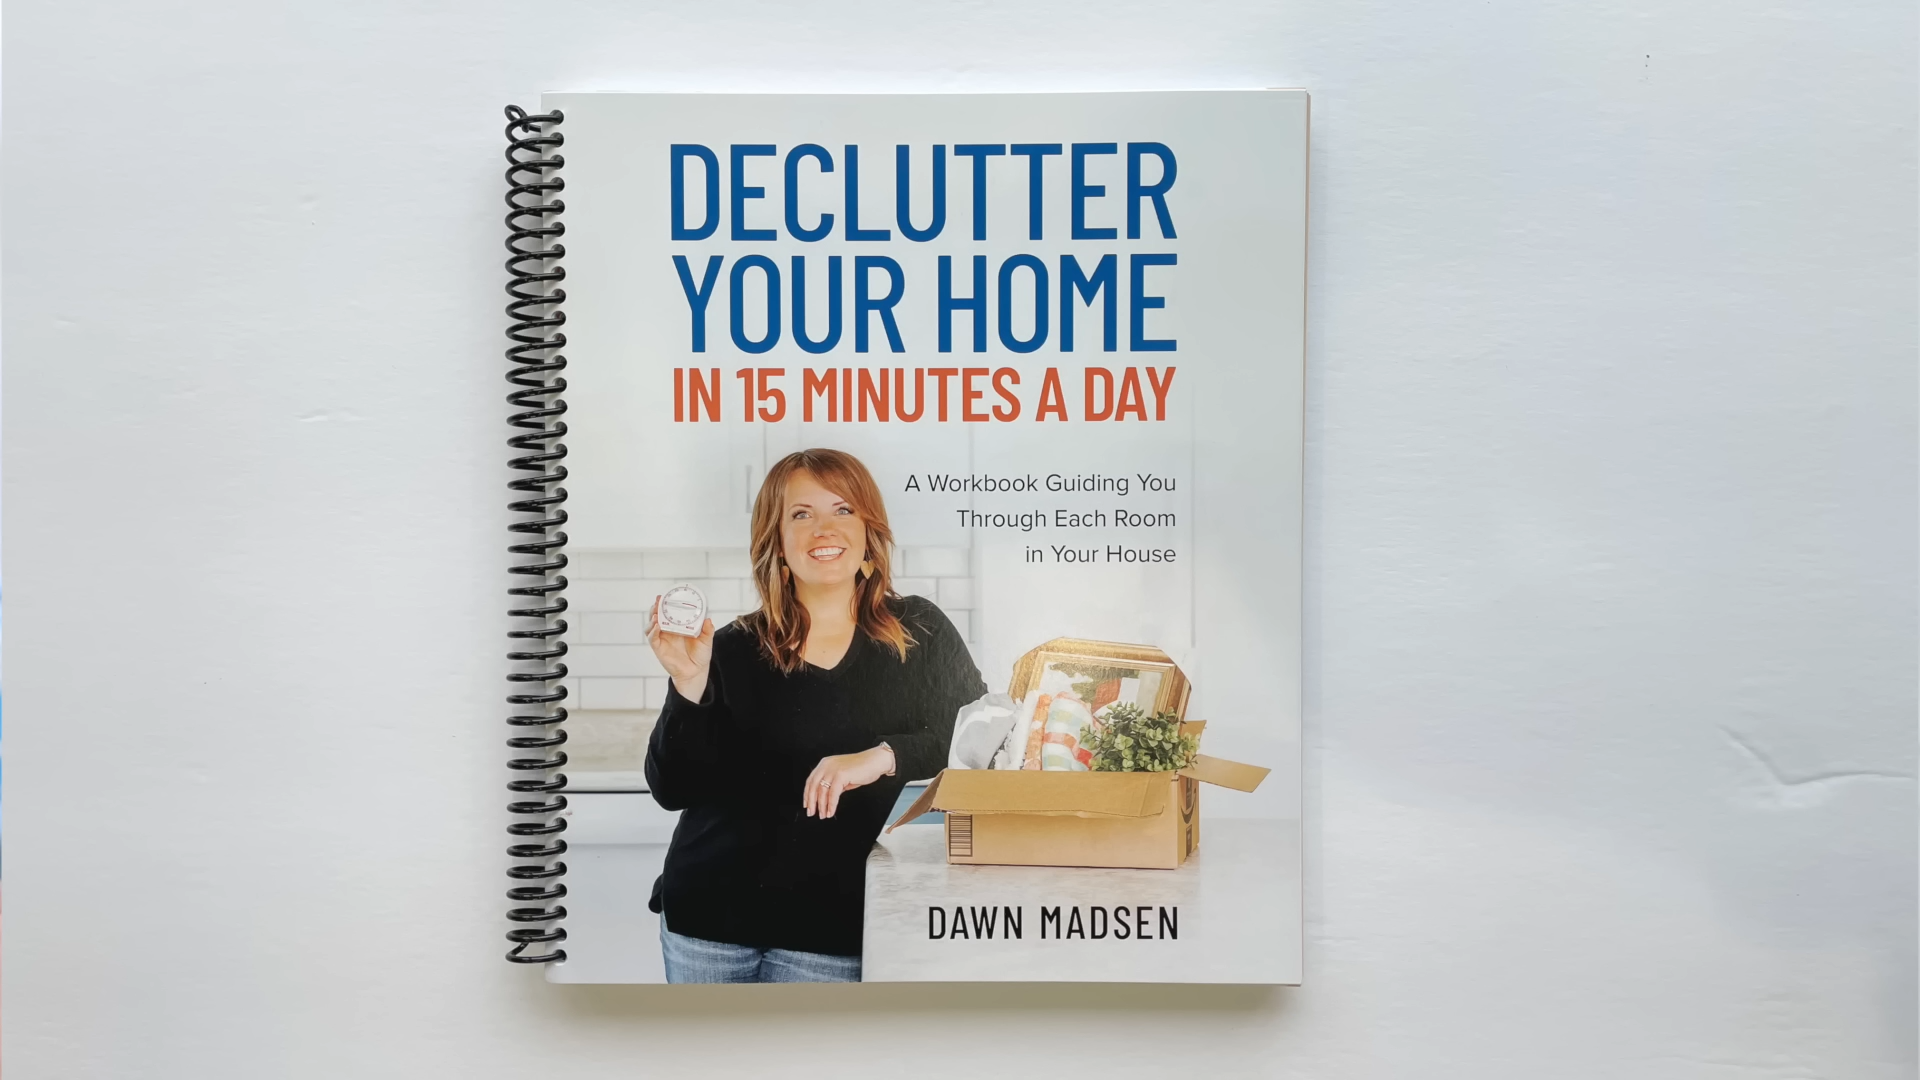 DECLUTTER
YOUR HOME
IN 15 MINUTES A DAY
A Workbook Guiding You
Through Each Room
in Your House
DAWN MADSEN